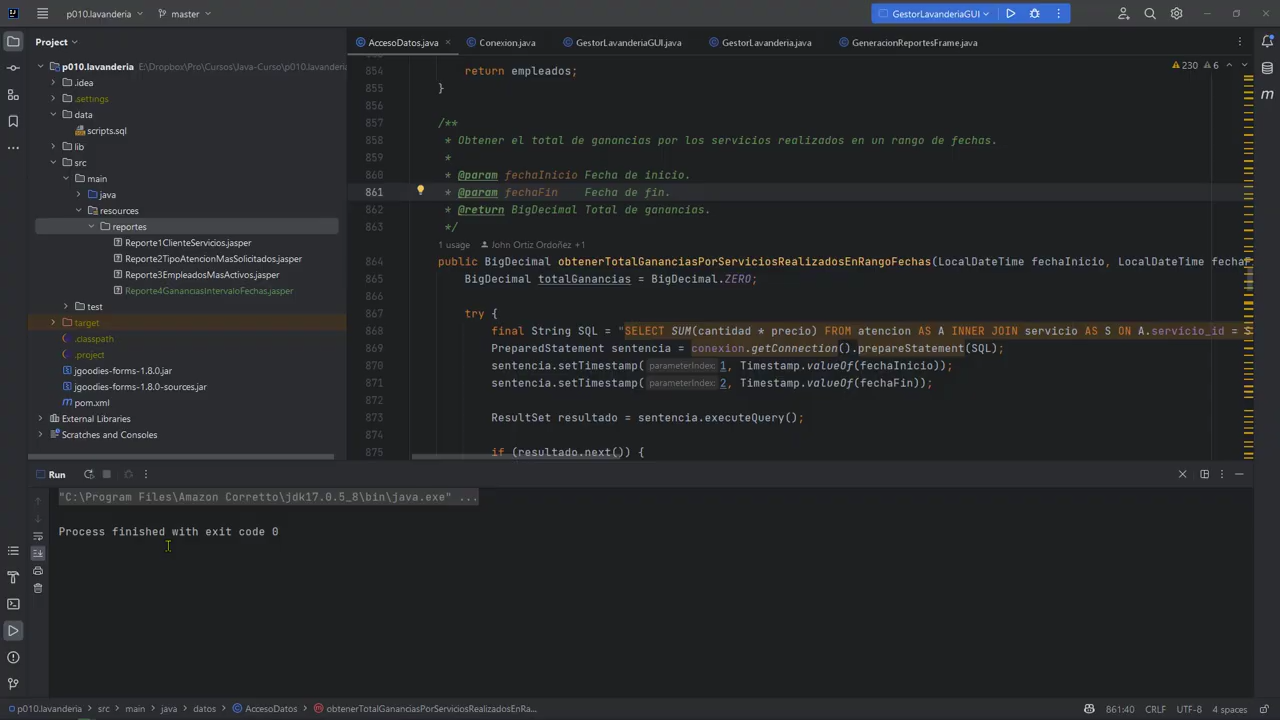 p010.lavanderia
master
GestorLavanderiaGUI
Project
AccesoDatos.java
Conexion.java
GestorLavanderiaGUI.java
GestorLavanderia.java
GeneracionReportesFrame.java
p010.lavanderia E:\Dropbox\Pro\Cursos\Java-Curso\p010.lavanderia
.idea
.settings
data
scripts.sql
lib
src
main
java
resources
reportes
Reporte1ClienteServicios.jasper
Reporte2TipoAtencionMasSolicitados.jasper
Reporte3EmpleadosMasActivos.jasper
Reporte4GananciasIntervaloFechas.jasper
test
target
.classpath
.project
jgoodies-forms-1.8.0.jar
jgoodies-forms-1.8.0-sources.jar
pom.xml
External Libraries
Scratches and Consoles
230 6
854 return empleados;
855 }
856
857 /**
858 * Obtener el total de ganancias por los servicios realizados en un rango de fechas.
859 *
860 * @param fechaInicio Fecha de inicio.
861 * @param fechaFin Fecha de fin.
862 * @return BigDecimal Total de ganancias.
863 */
1 usage John Ortiz Ordoñez +1
864 public BigDecimal obtenerTotalGananciasPorServiciosRealizadosEnRangoFechas(LocalDateTime fechaInicio, LocalDateTime fechaF
865 BigDecimal totalGanancias = BigDecimal.ZERO;
866
867 try {
868 final String SQL = "SELECT SUM(cantidad * precio) FROM atencion AS A INNER JOIN servicio AS S ON A.servicio_id = S
869 PrepareStatement sentencia = conexion.getConnection().prepareStatement(SQL);
870 sentencia.setTimestamp( parameterIndex: 1, Timestamp.valueOf(fechaInicio));
871 sentencia.setTimestamp( parameterIndex: 2, Timestamp.valueOf(fechaFin));
872
873 ResultSet resultado = sentencia.executeQuery();
874
875 if (resultado.next()) {
Run
"C:\Program Files\Amazon Corretto\jdk17.0.5_8\bin\java.exe" ...
Process finished with exit code 0
p010.lavanderia > src > main > java > datos > AccesoDatos > obtenerTotalGananciasPorServiciosRealizadosEnRa...
861:40 CRLF UTF-8 4 spaces